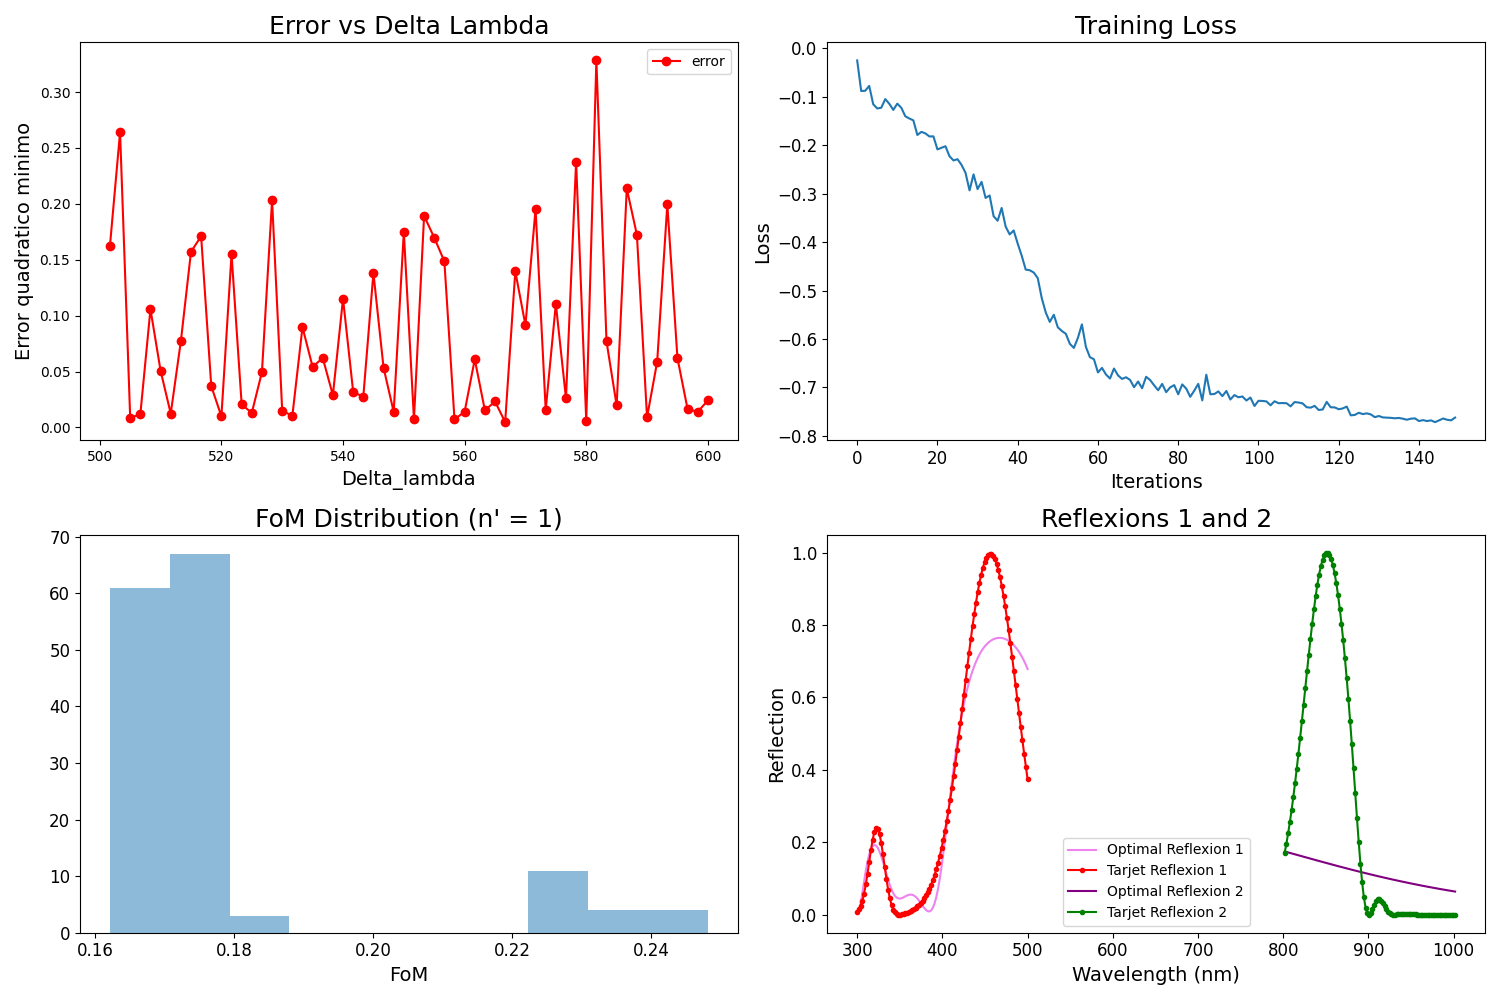 Error vs Delta Lambda
error
0.30
0.25
0.20
0.15
0.10
0.05
0.00
Error quadratico minimo
500 520 540 560 580 600
Delta_lambda
Training Loss
0.0
−0.1
−0.2
−0.3
−0.4
−0.5
−0.6
−0.7
−0.8
Loss
0 20 40 60 80 100 120 140
Iterations
FoM Distribution (n' = 1)
70
60
50
40
30
20
10
0
0.16 0.18 0.20 0.22 0.24
FoM
Reflexions 1 and 2
1.0
0.8
0.6
0.4
0.2
0.0
Reflection
Optimal Reflexion 1
Tarjet Reflexion 1
Optimal Reflexion 2
Tarjet Reflexion 2
300 400 500 600 700 800 900 1000
Wavelength (nm)